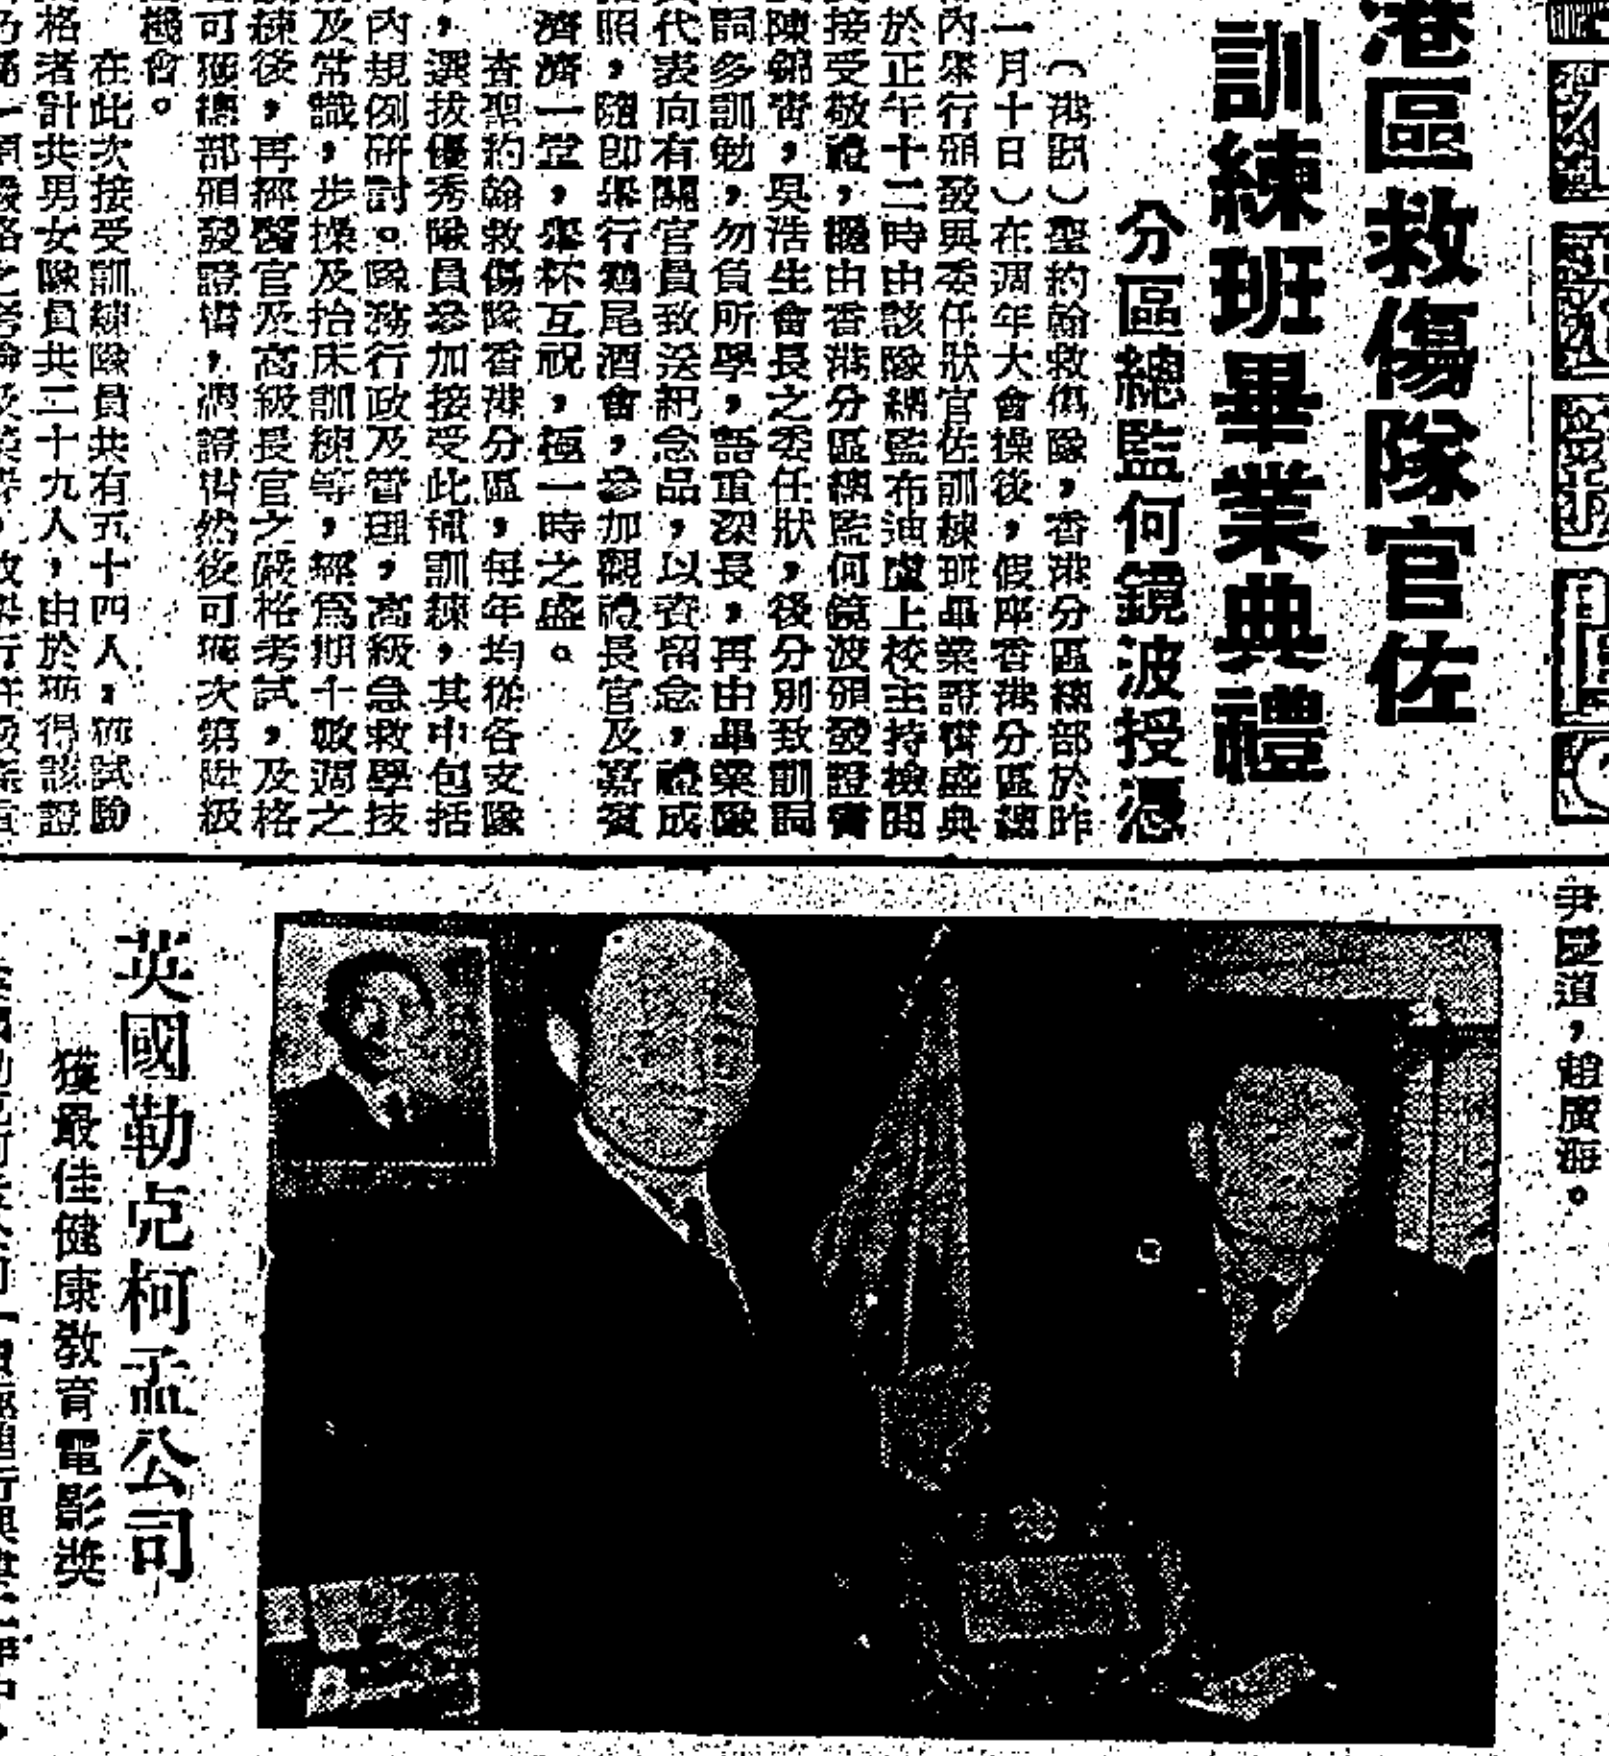 港區救傷隊官佐
訓練班畢業典禮
分區總監何鏡波授憑
（港訊）聖約翰救傷隊，香港分區總部於昨
一月十日）在週年大會操後，假座香港分區總
內舉行頒發與委任狀官佐訓練班畢業證書盛典
於正午十二時由該隊總監布迪盧上校主持檢閱
接受敬禮，繼由香港分區總監何鏡波頒發證書
陳錦濤，吳浩生會長之委任狀，後分別致訓詞
詞多訓勉，勿負所學，語重深長，再由畢業隊
代表向有關官員致送紀念品，以資留念，禮成
照，隨即舉行鷄尾酒會，參加觀禮長官及嘉賓
濟濟一堂，舉杯互祝，極一時之盛。
查聖約翰救傷隊香港分區，每年均從各支隊
，選拔優秀隊員參加接受此種訓練，其中包括
內規例研討。隊務行政及管理，高級急救學技
及常識，步操及抬床訓練等，經爲期十數週之
練後，再經醫官及高級長官之嚴格考試，及格
可獲總部頒發證書，憑證書然後可職次第陞級
機會。
在此次接受訓練隊員共有五十四人，經試驗
格者計共男女隊員共二十九人，由於獲得該證
尹臣道，趙廣海。
英國勒克柯孟公司
獲最佳健康教育電影獎